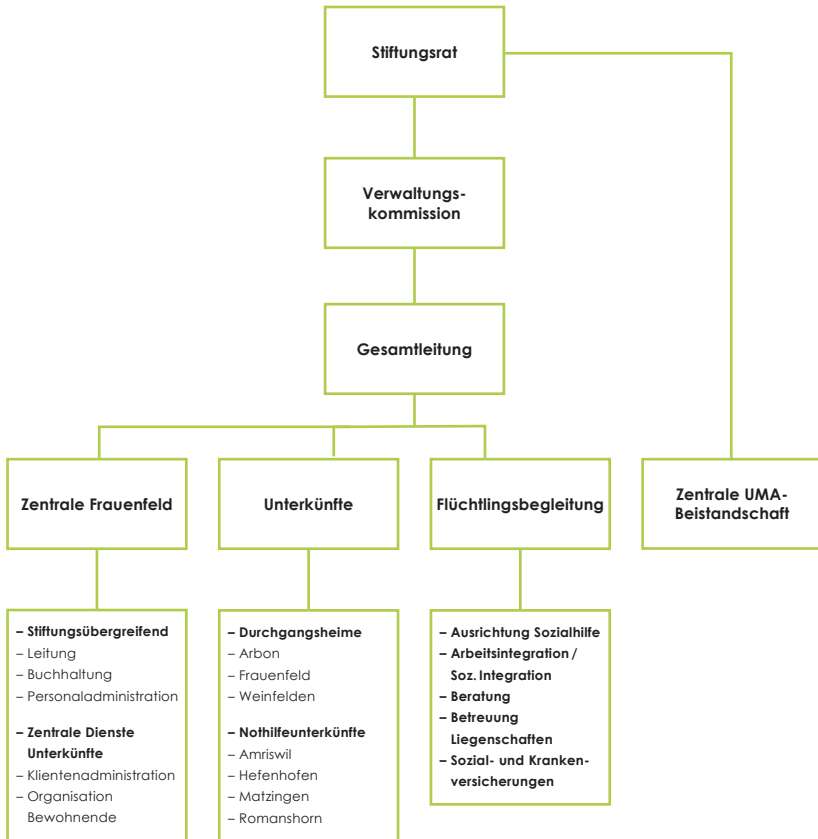 Stiftungsrat
Verwaltungs-
kommission
Gesamtleitung
Zentrale Frauenfeld
Unterkünfte
Flüchtlingsbegleitung
Zentrale UMA-
Beistandschaft
– Stiftungsübergreifend
– Leitung
– Buchhaltung
– Personaladministration
– Zentrale Dienste
Unterkünfte
– Klientenadministration
– Organisation
Bewohnende
– Durchgangsheime
– Arbon
– Frauenfeld
– Weinfelden
– Nothilfeunterkünfte
– Amriswil
– Hefenhofen
– Matzingen
– Romanshorn
– Ausrichtung Sozialhilfe
– Arbeitsintegration /
Soz. Integration
– Beratung
– Betreuung
Liegenschaften
– Sozial- und Kranken-
versicherungen